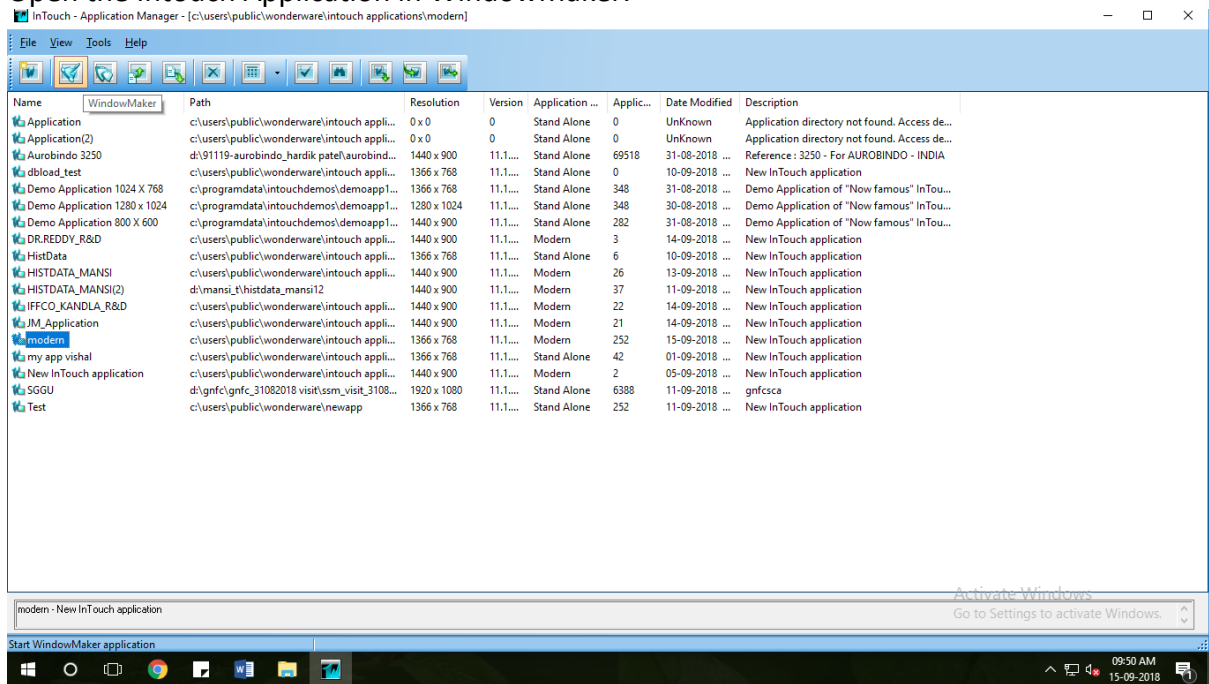 Open the Intouch Application in WindowMaker.
InTouch - Application Manager - [c:\users\public\wonderware\intouch applications\modern]
File View Tools Help
Name Path Resolution Version Application ... Applic... Date Modified Description
WindowMaker
Application c:\users\public\wonderware\intouch appli... 0 x 0 0 Stand Alone 0 UnKnown Application directory not found. Access de...
Application(2) c:\users\public\wonderware\intouch appli... 0 x 0 0 Stand Alone 0 UnKnown Application directory not found. Access de...
Aurobindo 3250 d:\91119-aurobindo_hardik patel\aurobind... 1440 x 900 11.1.... Stand Alone 69518 31-08-2018 ... Reference : 3250 - For AUROBINDO - INDIA
dbload_test c:\users\public\wonderware\intouch appli... 1366 x 768 11.1.... Stand Alone 0 10-09-2018 ... New InTouch application
Demo Application 1024 X 768 c:\programdata\intouchdemos\demoapp1... 1366 x 768 11.1.... Stand Alone 348 31-08-2018 ... Demo Application of "Now famous" InTou...
Demo Application 1280 x 1024 c:\programdata\intouchdemos\demoapp1... 1280 x 1024 11.1.... Stand Alone 348 30-08-2018 ... Demo Application of "Now famous" InTou...
Demo Application 800 X 600 c:\programdata\intouchdemos\demoapp1... 1440 x 900 11.1.... Stand Alone 282 31-08-2018 ... Demo Application of "Now famous" InTou...
DR.REDDY_R&D c:\users\public\wonderware\intouch appli... 1440 x 900 11.1.... Modern 3 14-09-2018 ... New InTouch application
HistData c:\users\public\wonderware\intouch appli... 1366 x 768 11.1.... Stand Alone 6 10-09-2018 ... New InTouch application
HISTDATA_MANSI c:\users\public\wonderware\intouch appli... 1440 x 900 11.1.... Modern 26 13-09-2018 ... New InTouch application
HISTDATA_MANSI(2) d:\mansi_t\histdata_mansi12 1440 x 900 11.1.... Modern 37 11-09-2018 ... New InTouch application
IFFCO_KANDLA_R&D c:\users\public\wonderware\intouch appli... 1440 x 900 11.1.... Modern 22 14-09-2018 ... New InTouch application
JM_Application c:\users\public\wonderware\intouch appli... 1440 x 900 11.1.... Modern 21 14-09-2018 ... New InTouch application
modern c:\users\public\wonderware\intouch appli... 1366 x 768 11.1.... Modern 252 15-09-2018 ... New InTouch application
my app vishal c:\users\public\wonderware\intouch appli... 1366 x 768 11.1.... Stand Alone 42 01-09-2018 ... New InTouch application
New InTouch application c:\users\public\wonderware\intouch appli... 1440 x 900 11.1.... Modern 2 05-09-2018 ... New InTouch application
SGGU d:\gnfc\gnfc_31082018 visit\ssm_visit_3108... 1920 x 1080 11.1.... Stand Alone 6388 11-09-2018 ... gnfcsca
Test c:\users\public\wonderware\newapp 1366 x 768 11.1.... Stand Alone 252 11-09-2018 ... New InTouch application
Activate Windows
modern - New InTouch application
Go to Settings to activate Windows.
Start WindowMaker application
09:50 AM
15-09-2018